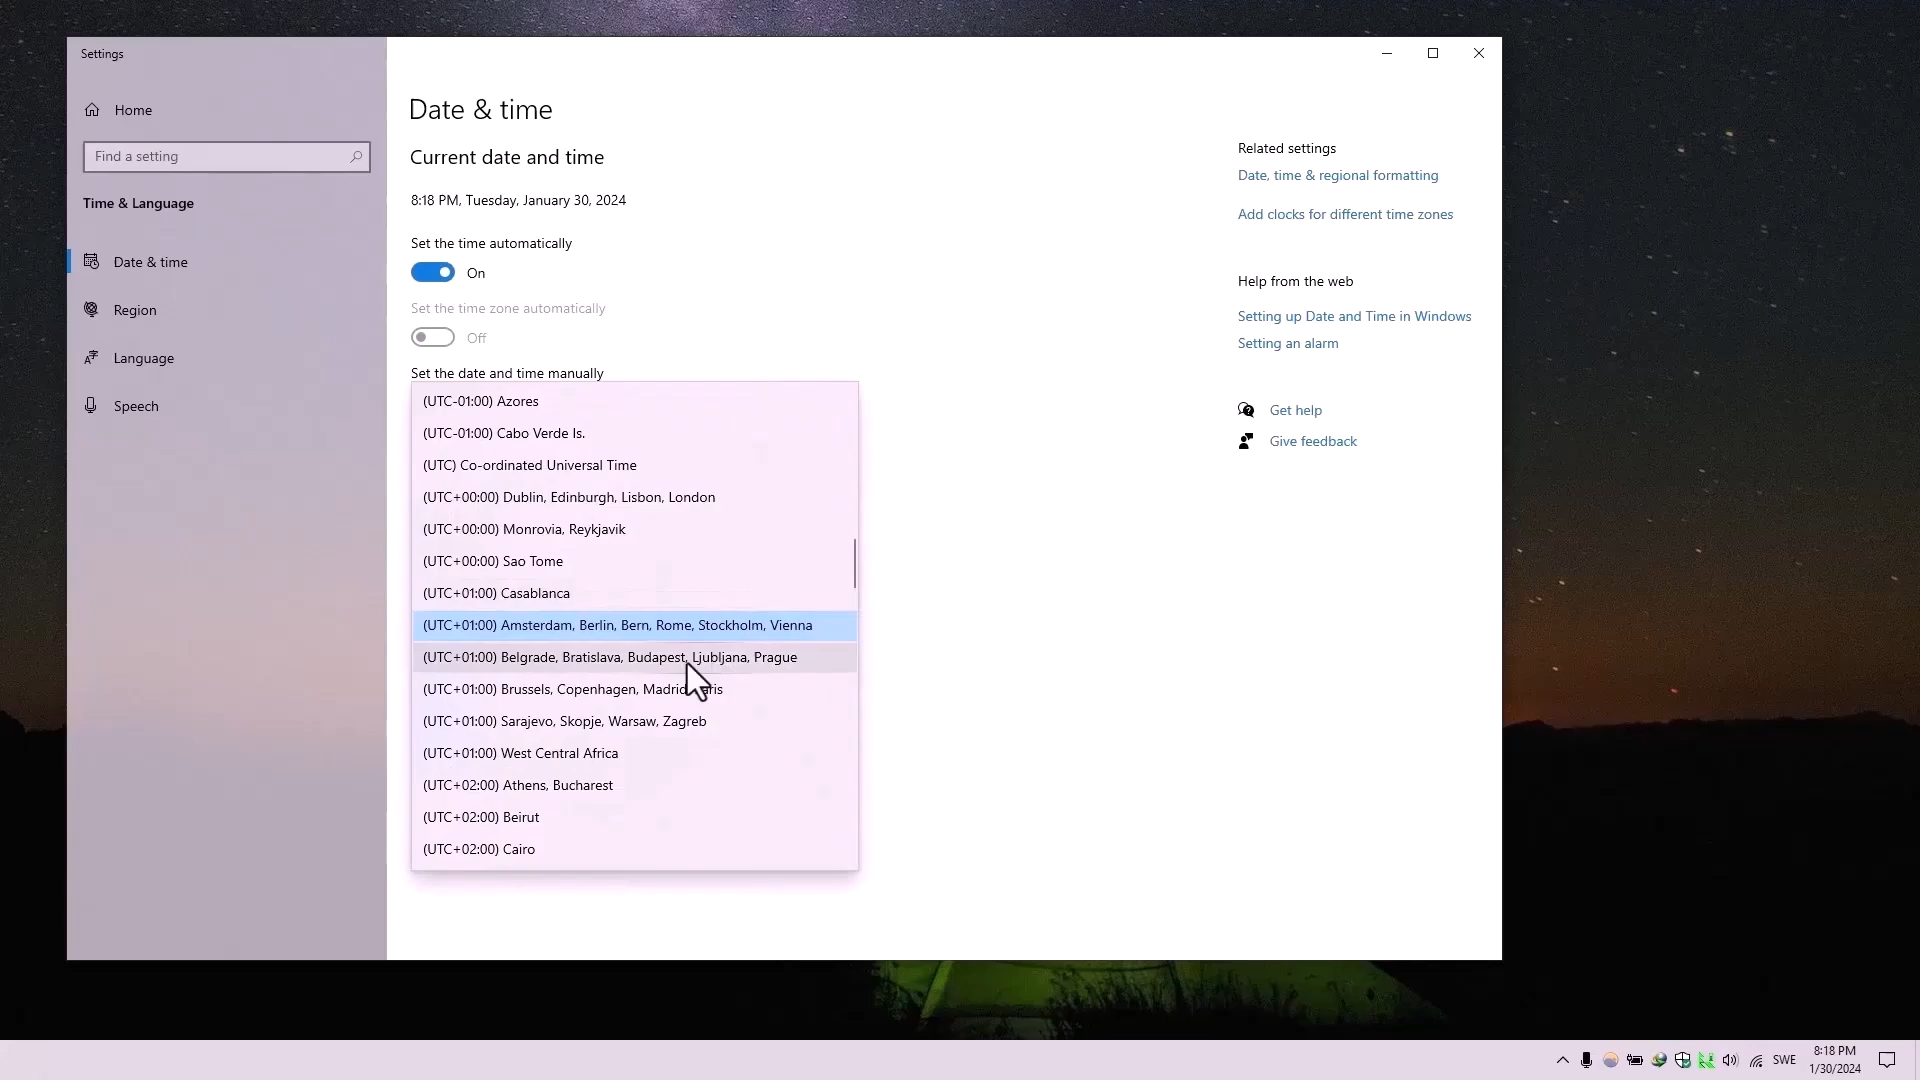 Settings
Home
Find a setting
Time & Language
Date & time
Region
Language
Speech
Date & time
Current date and time
8:18 PM, Tuesday, January 30, 2024
Set the time automatically
On
Set the time zone automatically
Off
Set the date and time manually
(UTC-01:00) Azores
(UTC-01:00) Cabo Verde Is.
(UTC) Co-ordinated Universal Time
(UTC+00:00) Dublin, Edinburgh, Lisbon, London
(UTC+00:00) Monrovia, Reykjavik
(UTC+00:00) Sao Tome
(UTC+01:00) Casablanca
(UTC+01:00) Amsterdam, Berlin, Bern, Rome, Stockholm, Vienna
(UTC+01:00) Belgrade, Bratislava, Budapest, Ljubljana, Prague
(UTC+01:00) Brussels, Copenhagen, Madrid, Paris
(UTC+01:00) Sarajevo, Skopje, Warsaw, Zagreb
(UTC+01:00) West Central Africa
(UTC+02:00) Athens, Bucharest
(UTC+02:00) Beirut
(UTC+02:00) Cairo
Related settings
Date, time & regional formatting
Add clocks for different time zones
Help from the web
Setting up Date and Time in Windows
Setting an alarm
Get help
Give feedback
SWE
8:18 PM
1/30/2024